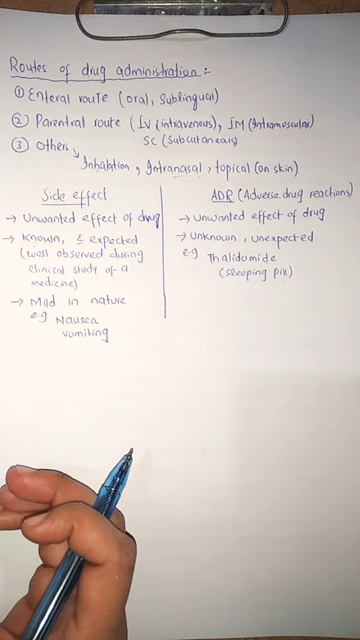 Routes of drug administration :-
① Enteral route (oral, Sublingual)
② Parentral route (IV (intravenous), IM (Intramuscular)
SC (Subcutaneous)
③ Others
Inhalation, Intranasal, topical (on skin)
Side effect
→ Unwanted effect of drug
→ Known, & expected
(well observed during
clinical study of a
medicine)
→ Mild in nature
e.g Nausea
vomiting
ADR (Adverse drug reactions)
→ Unwanted effect of drug
→ Unknown, unexpected
e.g Thalidomide
(Sleeping Pill)